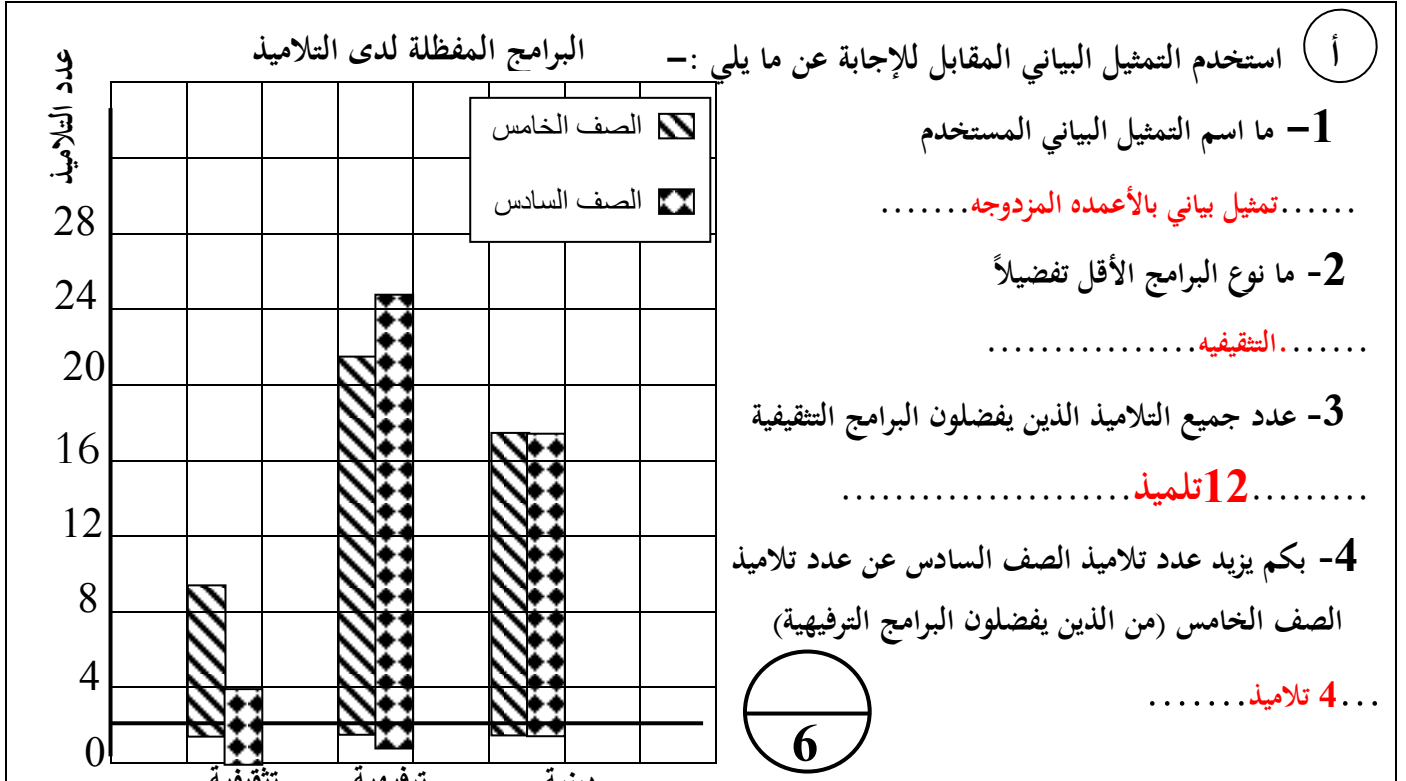 أ استخدم التمثيل البياني المقابل للإجابة عن ما يلي :–
1– ما اسم التمثيل البياني المستخدم
......تمثيل بياني بالأعمده المزدوجه.......
2- ما نوع البرامج الأقل تفضيلاً
.......التثقيفيه................
3- عدد جميع التلاميذ الذين يفضلون البرامج التثقيفية
.........12تلميذ......................
4- بكم يزيد عدد تلاميذ الصف السادس عن عدد تلاميذ
الصف الخامس (من الذين يفضلون البرامج الترفيهية)
...4 تلاميذ.......
6
البرامج المفظلة لدى التلاميذ
عدد التلاميذ
الصف الخامس
الصف السادس
28
24
20
16
12
8
4
0
تثقيفية ترفيهية